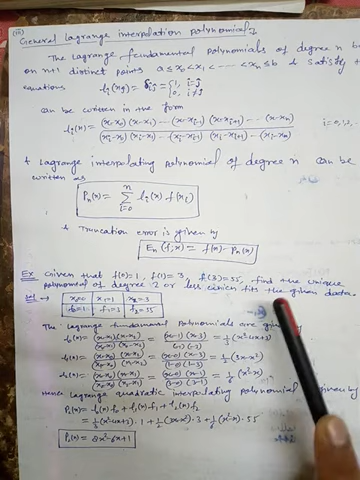 (iii)
General Lagrange interpolation polynomial:-
The Lagrange fundamental polynomials of degree n b
on n+1 distinct points a ≤ x₀ < x₁ < --- < xₙ ≤ b & satisfy t
equations lᵢ(xⱼ) = δᵢⱼ = {1, i=j
0, i≠j
can be written in the form
lᵢ(x) = (x-x₀)(x-x₁) --- (x-xᵢ₋₁)(x-xᵢ₊₁) --- (x-xₙ) / (xᵢ-x₀)(xᵢ-x₁) --- (xᵢ-xᵢ₋₁)(xᵢ-xᵢ₊₁) --- (xᵢ-xₙ) i=0,1,2,
& Lagrange interpolating polynomial of degree n can be
written as
Pₙ(x) = Σⁿᵢ₌₀ lᵢ(x) f(xᵢ)
& Truncation error is given by
Eₙ(f;x) = f(x) - Pₙ(x)
Ex Given that f(0)=1, f(1)=3, f(3)=55, find the unique
polynomial of degree 2 or less which fits the given data.
Sol → x₀=0 x₁=1 x₂=3
f₀=1 f₁=3 f₂=55
The Lagrange fundamental polynomials are given by
l₀(x) = (x-x₁)(x-x₂) / (x₀-x₁)(x₀-x₂) = (x-1)(x-3) / (-1)(-3) = 1/3 (x²-4x+3)
l₁(x) = (x-x₀)(x-x₂) / (x₁-x₀)(x₁-x₂) = (x-0)(x-3) / (1-0)(1-3) = 1/2 (3x-x²)
l₂(x) = (x-x₀)(x-x₁) / (x₂-x₀)(x₂-x₁) = (x-0)(x-1) / (3-0)(3-1) = 1/6 (x²-x)
Hence Lagrange quadratic interpolating polynomial given by
P₂(x) = l₀(x) f₀ + l₁(x) f₁ + l₂(x) f₂
= 1/3 (x²-4x+3) . 1 + 1/2 (3x-x²) . 3 + 1/6 (x²-x) . 55
P₂(x) = 8x²-6x+1